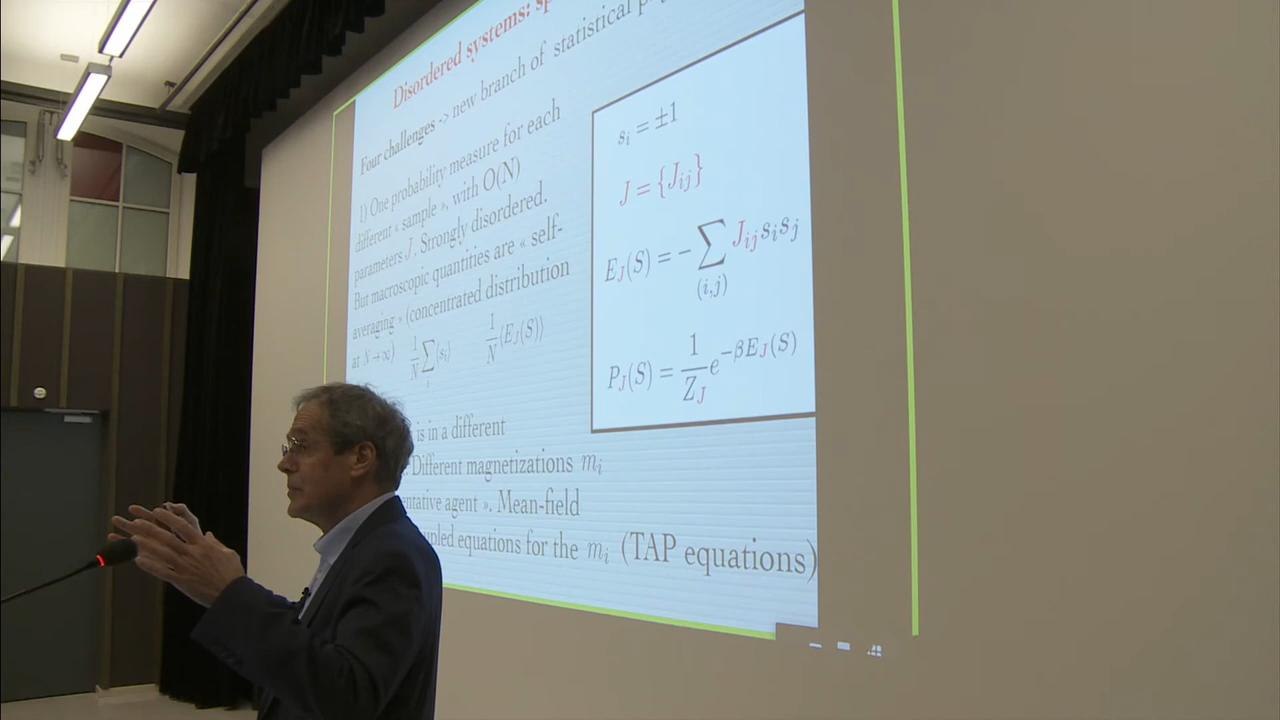 Disordered systems:
Four challenges -> new branch of statistical
1) One probability measure for each
different « sample », with O(N)
parameters J . Strongly disordered.
But macroscopic quantities are « self-
averaging » (concentrated distribution
at N→∞) 1/N ∑_i ⟨s_i⟩ 1/N ⟨E_J(S)⟩
is in a different
Different magnetizations m_i
agent ». Mean-field
equations for the m_i (TAP equations)
s_i = ±1
J = {J_ij}
E_J(S) = − ∑_(i,j) J_ij s_i s_j
P_J(S) = 1/Z_J e^−βE_J(S)